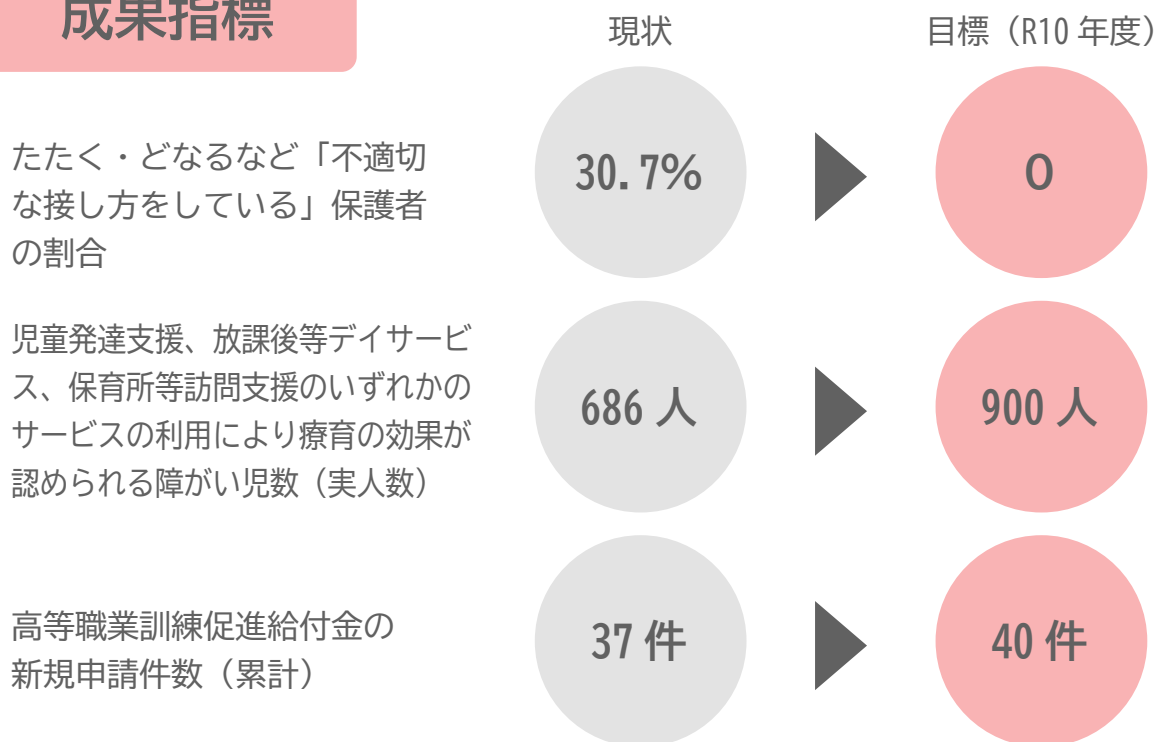 成果指標
現状
目標（R10 年度）
たたく・どなるなど「不適切
な接し方をしている」保護者
の割合
30.7%
0
児童発達支援、放課後等デイサービ
ス、保育所等訪問支援のいずれかの
サービスの利用により療育の効果が
認められる障がい児数（実人数）
686 人
900 人
高等職業訓練促進給付金の
新規申請件数（累計）
37 件
40 件